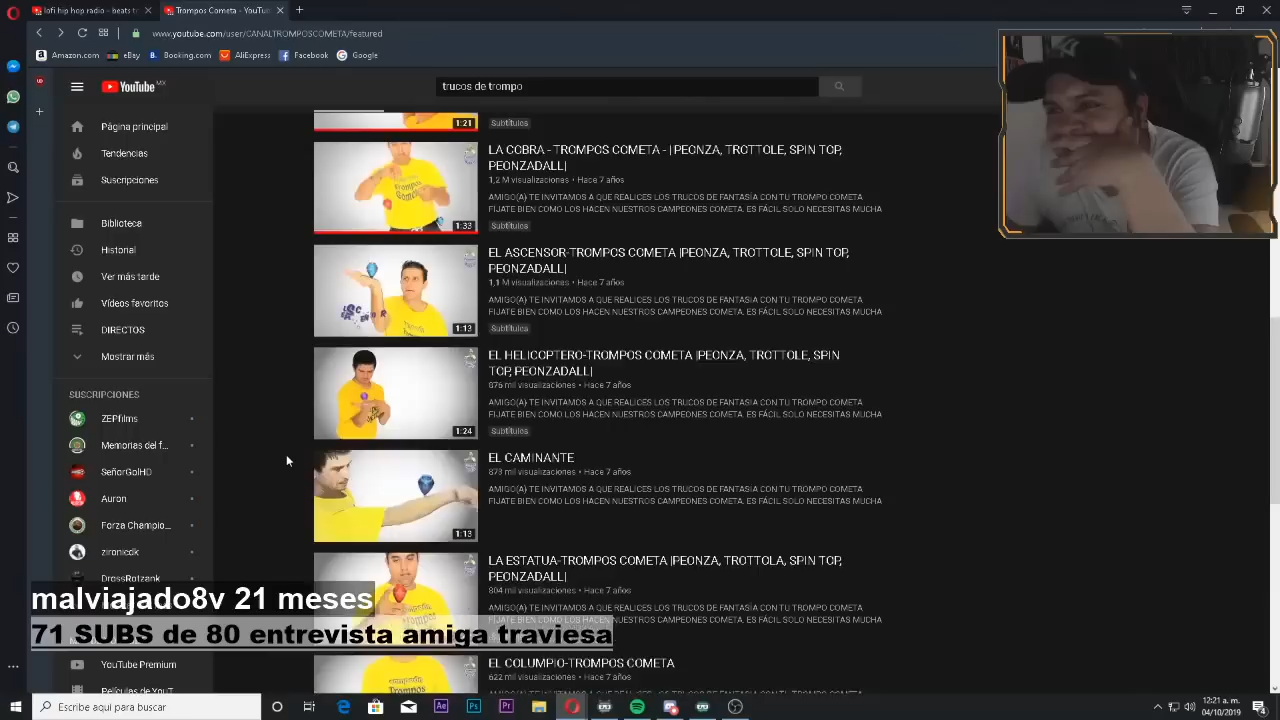 lofi hip hop radio - beats t
Trompos Cometa - YouTu
www.youtube.com/user/CANALTROMPOSCOMETA/featured
Amazon.com
eBay
Booking.com
AliExpress
Facebook
Google
YouTube MX
trucos de trompo
Página principal
Tendencias
Suscripciones
Biblioteca
Historial
Ver más tarde
Vídeos favoritos
DIRECTOS
Mostrar más
SUSCRIPCIONES
ZEPfilms
Memorias del f...
SeñorGolHD
Auron
Forza Champio...
zironicdk
DrossRotzank
YouTube Premium
Películas de YouT
1:21
Subtítulos
LA COBRA - TROMPOS COMETA - | PEONZA, TROTTOLE, SPIN TOP,
PEONZADALL|
1,2 M visualizaciones • Hace 7 años
AMIGO(A) TE INVITAMOS A QUE REALICES LOS TRUCOS DE FANTASÍA CON TU TROMPO COMETA
FIJATE BIEN COMO LOS HACEN NUESTROS CAMPEONES COMETA. ES FÁCIL SOLO NECESITAS MUCHA
1:33
Subtítulos
EL ASCENSOR-TROMPOS COMETA |PEONZA, TROTTOLE, SPIN TOP,
PEONZADALL|
1,1 M visualizaciones • Hace 7 años
AMIGO(A) TE INVITAMOS A QUE REALICES LOS TRUCOS DE FANTASIA CON TU TROMPO COMETA
FIJATE BIEN COMO LOS HACEN NUESTROS CAMPEONES COMETA. ES FÁCIL SOLO NECESITAS MUCHA
1:13
Subtítulos
EL HELICOPTERO-TROMPOS COMETA |PEONZA, TROTTOLE, SPIN
TOP, PEONZADALL|
876 mil visualizaciones • Hace 7 años
AMIGO(A) TE INVITAMOS A QUE REALICES LOS TRUCOS DE FANTASIA CON TU TROMPO COMETA
FIJATE BIEN COMO LOS HACEN NUESTROS CAMPEONES COMETA. ES FÁCIL SOLO NECESITAS MUCHA
1:24
Subtítulos
EL CAMINANTE
873 mil visualizaciones • Hace 7 años
AMIGO(A) TE INVITAMOS A QUE REALICES LOS TRUCOS DE FANTASIA CON TU TROMPO COMETA
FIJATE BIEN COMO LOS HACEN NUESTROS CAMPEONES COMETA. ES FÁCIL SOLO NECESITAS MUCHA
1:13
LA ESTATUA-TROMPOS COMETA |PEONZA, TROTTOLA, SPIN TOP,
PEONZADALL|
804 mil visualizaciones • Hace 7 años
AMIGO(A) TE INVITAMOS A QUE REALICES LOS TRUCOS DE FANTASIA CON TU TROMPO COMETA
FIJATE BIEN COMO LOS HACEN NUESTROS CAMPEONES COMETA. ES FÁCIL SOLO NECESITAS MUCHA
EL COLUMPIO-TROMPOS COMETA
622 mil visualizaciones • Hace 7 años
malviajado8v 21 meses
71 SUBS de 80 entrevista amiga traviesa
Escribe aquí para buscar
Ae
Ps
Pr
12:21 a. m.
04/10/2019